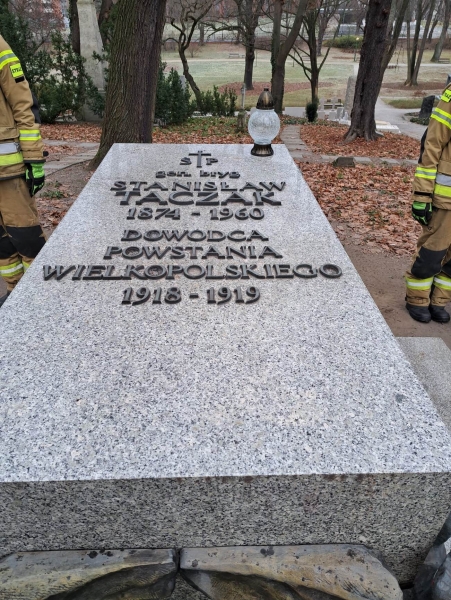 Ś✝P
gen. bryg
STANISŁAW
TACZAK
1874 - 1960
DOWÓDCA
POWSTANIA
WIELKOPOLSKIEGO
1918 - 1919